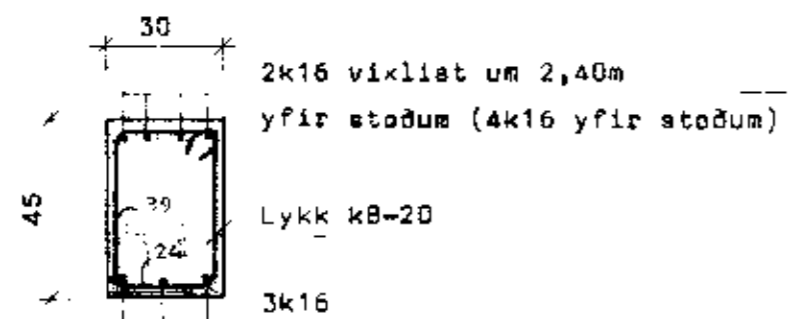 30
2k16 vixlist um 2,40m
yfir stoðum (4k16 yfir stoðum)
45
39
Lykk k8-20
24
3k16